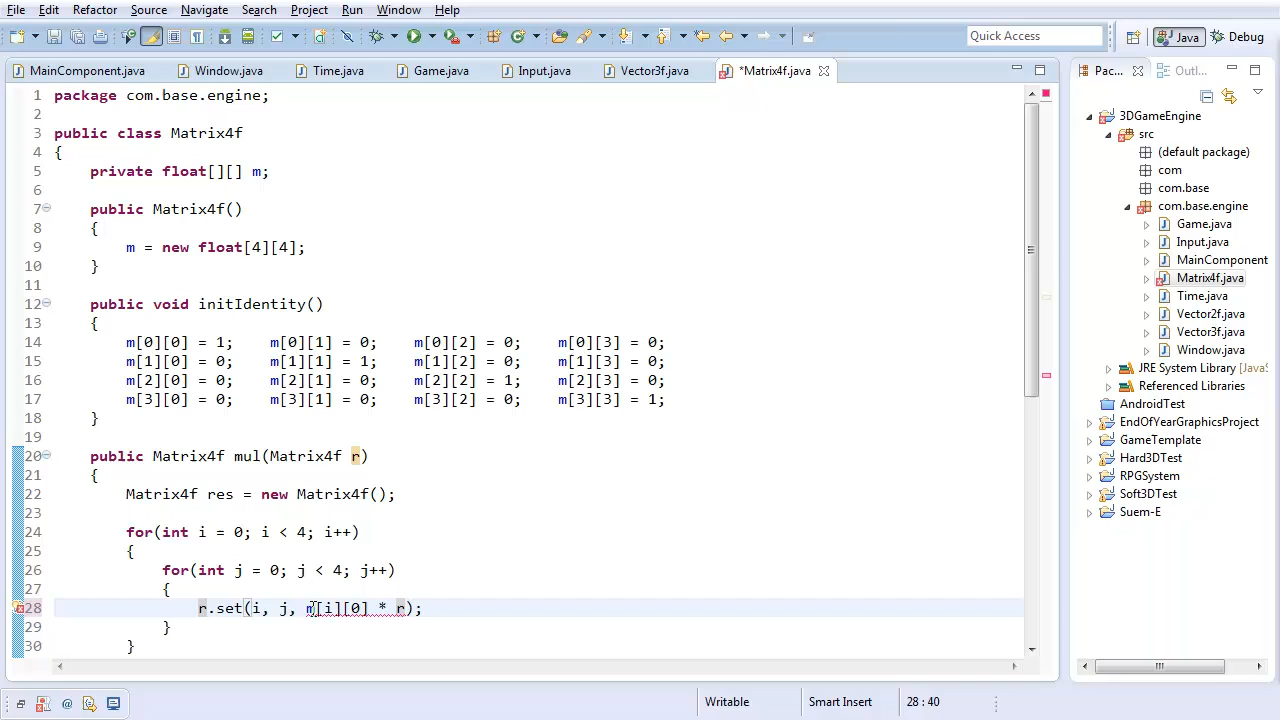 File Edit Refactor Source Navigate Search Project Run Window Help
Quick Access
Java Debug
MainComponent.java Window.java Time.java Game.java Input.java Vector3f.java *Matrix4f.java
Pac... Outl...
1 package com.base.engine;
2
3 public class Matrix4f
4 {
5 private float[][] m;
6
7 public Matrix4f()
8 {
9 m = new float[4][4];
10 }
11
12 public void initIdentity()
13 {
14 m[0][0] = 1; m[0][1] = 0; m[0][2] = 0; m[0][3] = 0;
15 m[1][0] = 0; m[1][1] = 1; m[1][2] = 0; m[1][3] = 0;
16 m[2][0] = 0; m[2][1] = 0; m[2][2] = 1; m[2][3] = 0;
17 m[3][0] = 0; m[3][1] = 0; m[3][2] = 0; m[3][3] = 1;
18 }
19
20 public Matrix4f mul(Matrix4f r)
21 {
22 Matrix4f res = new Matrix4f();
23
24 for(int i = 0; i < 4; i++)
25 {
26 for(int j = 0; j < 4; j++)
27 {
28 r.set(i, j, m[i][0] * r);
29 }
30 }
3DGameEngine
src
(default package)
com
com.base
com.base.engine
Game.java
Input.java
MainComponent
Matrix4f.java
Time.java
Vector2f.java
Vector3f.java
Window.java
JRE System Library [JavaS
Referenced Libraries
AndroidTest
EndOfYearGraphicsProject
GameTemplate
Hard3DTest
RPGSystem
Soft3DTest
Suem-E
Writable Smart Insert 28 : 40